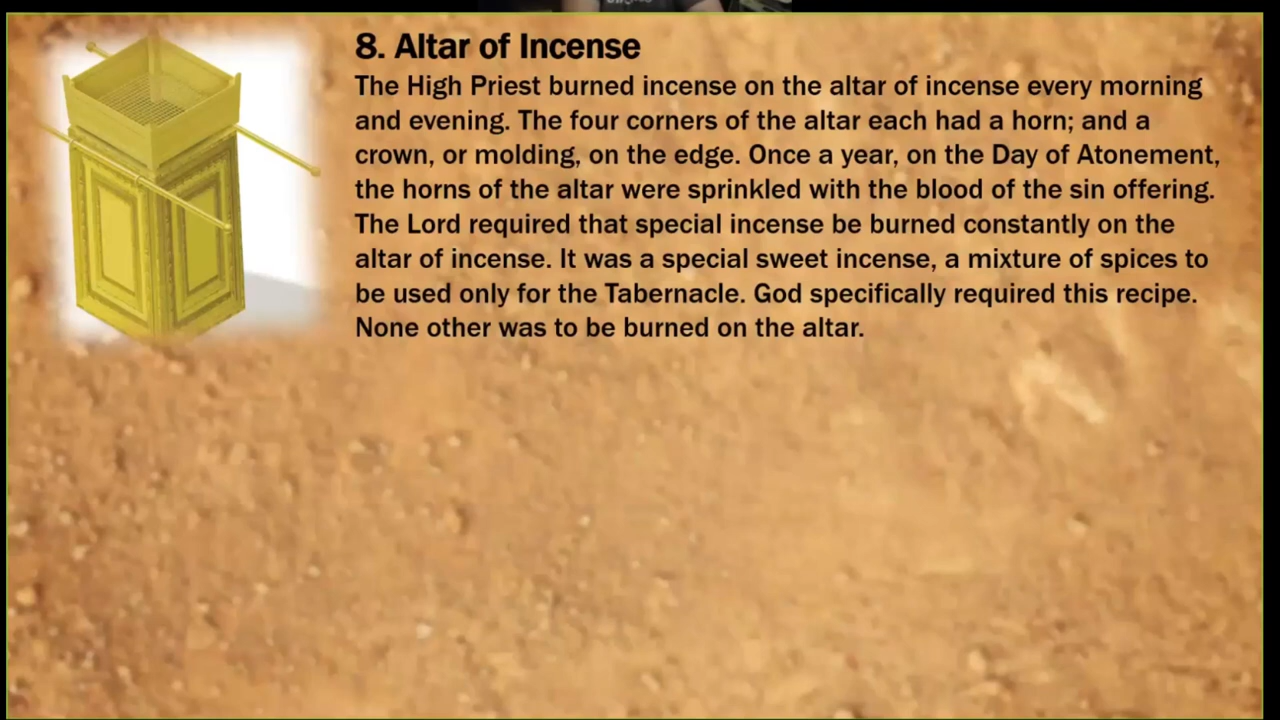 8. Altar of Incense
The High Priest burned incense on the altar of incense every morning
and evening. The four corners of the altar each had a horn; and a
crown, or molding, on the edge. Once a year, on the Day of Atonement,
the horns of the altar were sprinkled with the blood of the sin offering.
The Lord required that special incense be burned constantly on the
altar of incense. It was a special sweet incense, a mixture of spices to
be used only for the Tabernacle. God specifically required this recipe.
None other was to be burned on the altar.